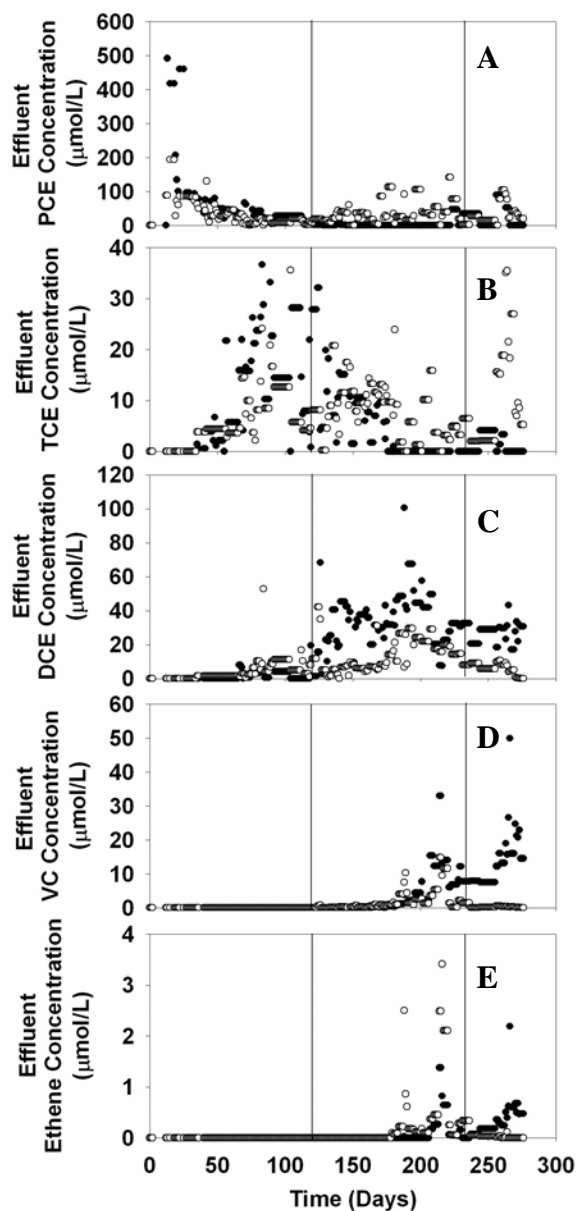 Effluent
PCE Concentration
(μmol/L)
600
500
400
300
200
100
0
A
Effluent
TCE Concentration
(μmol/L)
40
30
20
10
0
B
Effluent
DCE Concentration
(μmol/L)
120
100
80
60
40
20
0
C
Effluent
VC Concentration
(μmol/L)
60
50
40
30
20
10
0
D
Effluent
Ethene Concentration
(μmol/L)
4
3
2
1
0
E
0 50 100 150 200 250 300
Time (Days)